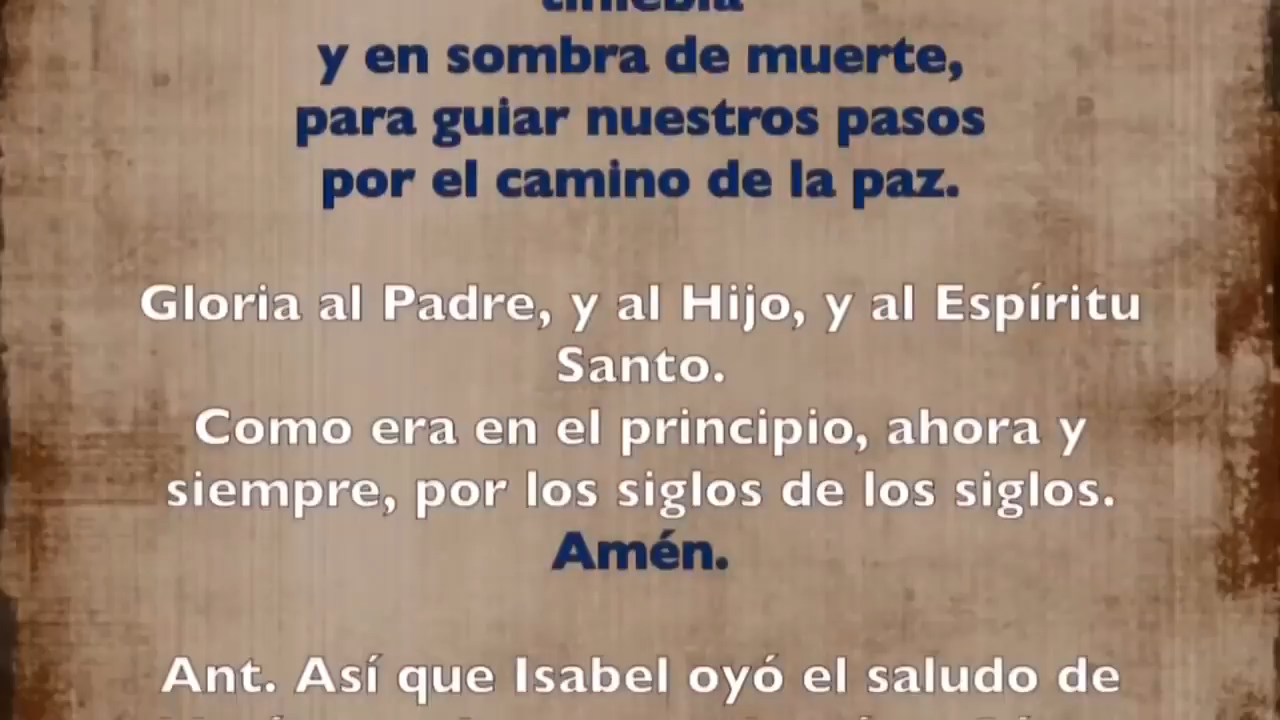 y en sombra de muerte,
para guiar nuestros pasos
por el camino de la paz.
Gloria al Padre, y al Hijo, y al Espíritu
Santo.
Como era en el principio, ahora y
siempre, por los siglos de los siglos.
Amén.
Ant. Así que Isabel oyó el saludo de